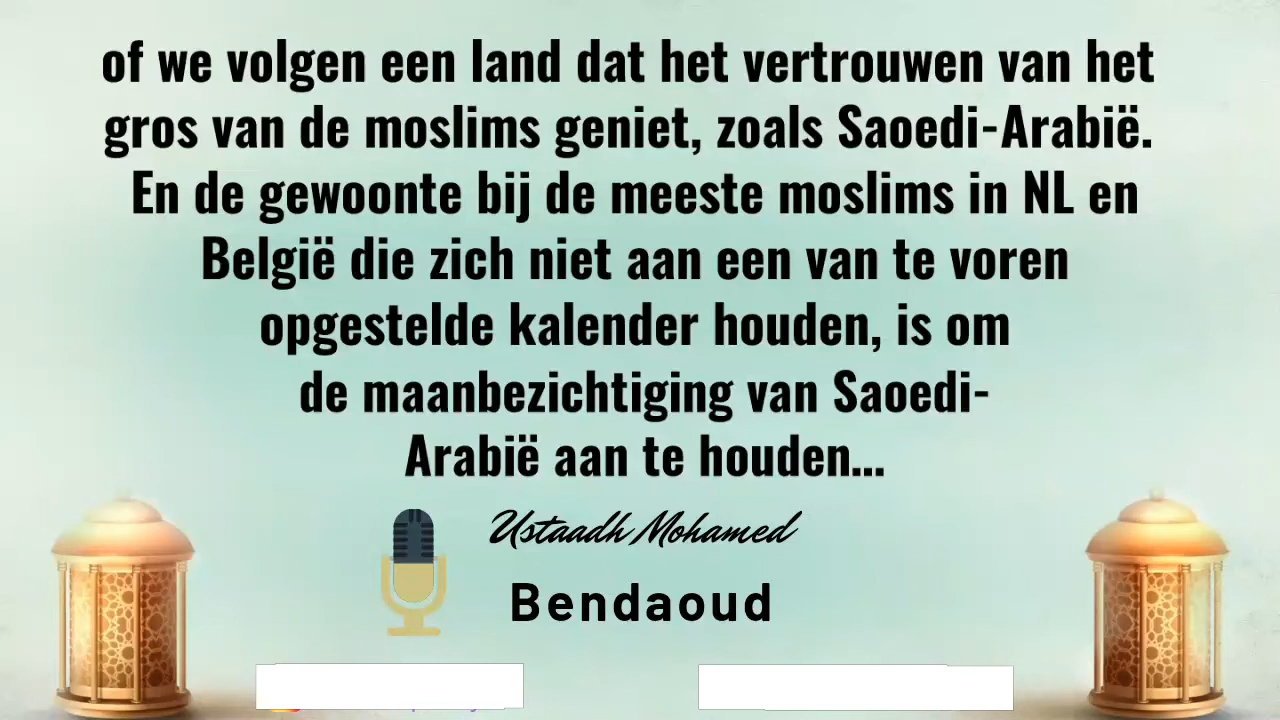 of we volgen een land dat het vertrouwen van het
gros van de moslims geniet, zoals Saoedi-Arabië.
En de gewoonte bij de meeste moslims in NL en
België die zich niet aan een van te voren
opgestelde kalender houden, is om
de maanbezichtiging van Saoedi-
Arabië aan te houden...
Ustaadh Mohamed
Bendaoud